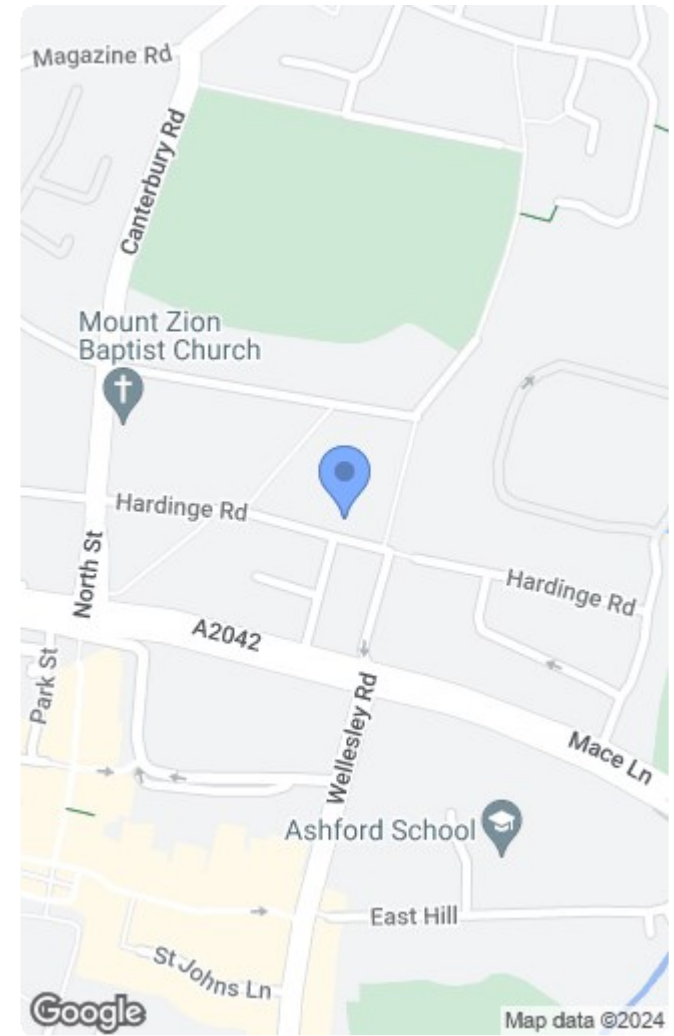 Magazine Rd
Canterbury Rd
Mount Zion
Baptist Church
Hardinge Rd
North St
Hardinge Rd
A2042
Park St
Wellesley Rd
Mace Ln
Ashford School
East Hill
St Johns Ln
Google
Map data ©2024